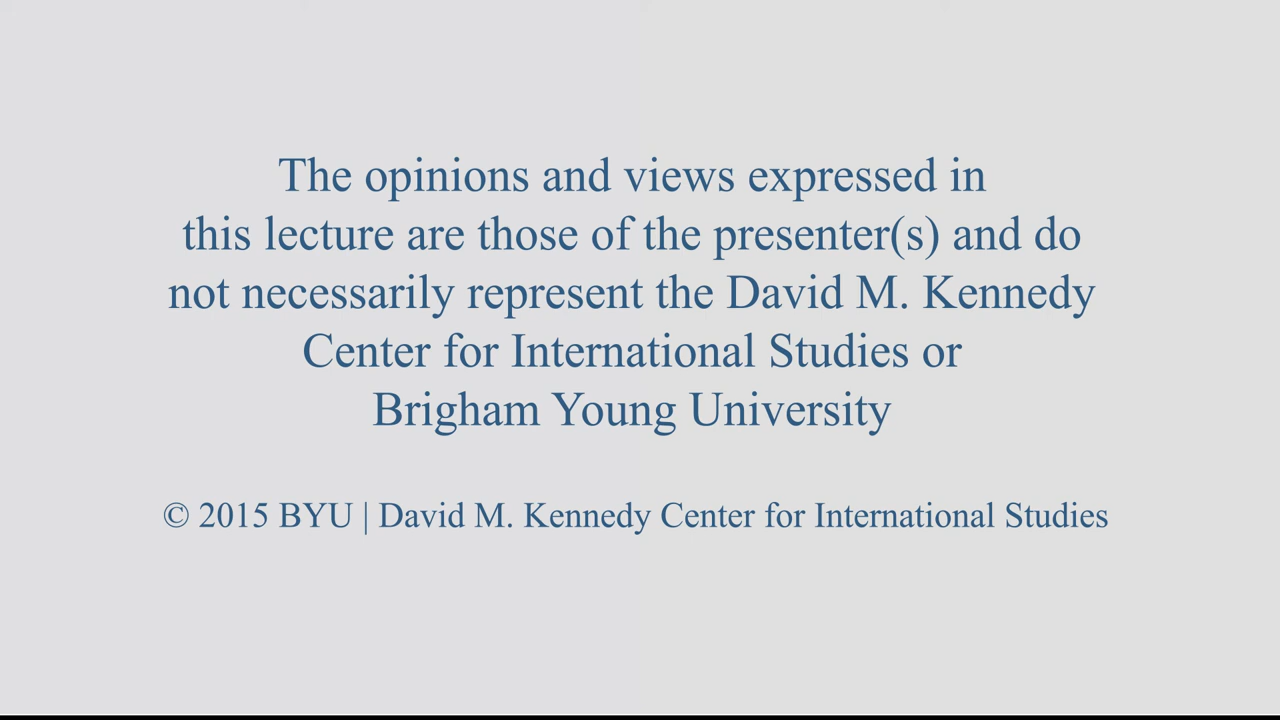 The opinions and views expressed in
this lecture are those of the presenter(s) and do
not necessarily represent the David M. Kennedy
Center for International Studies or
Brigham Young University
© 2015 BYU | David M. Kennedy Center for International Studies